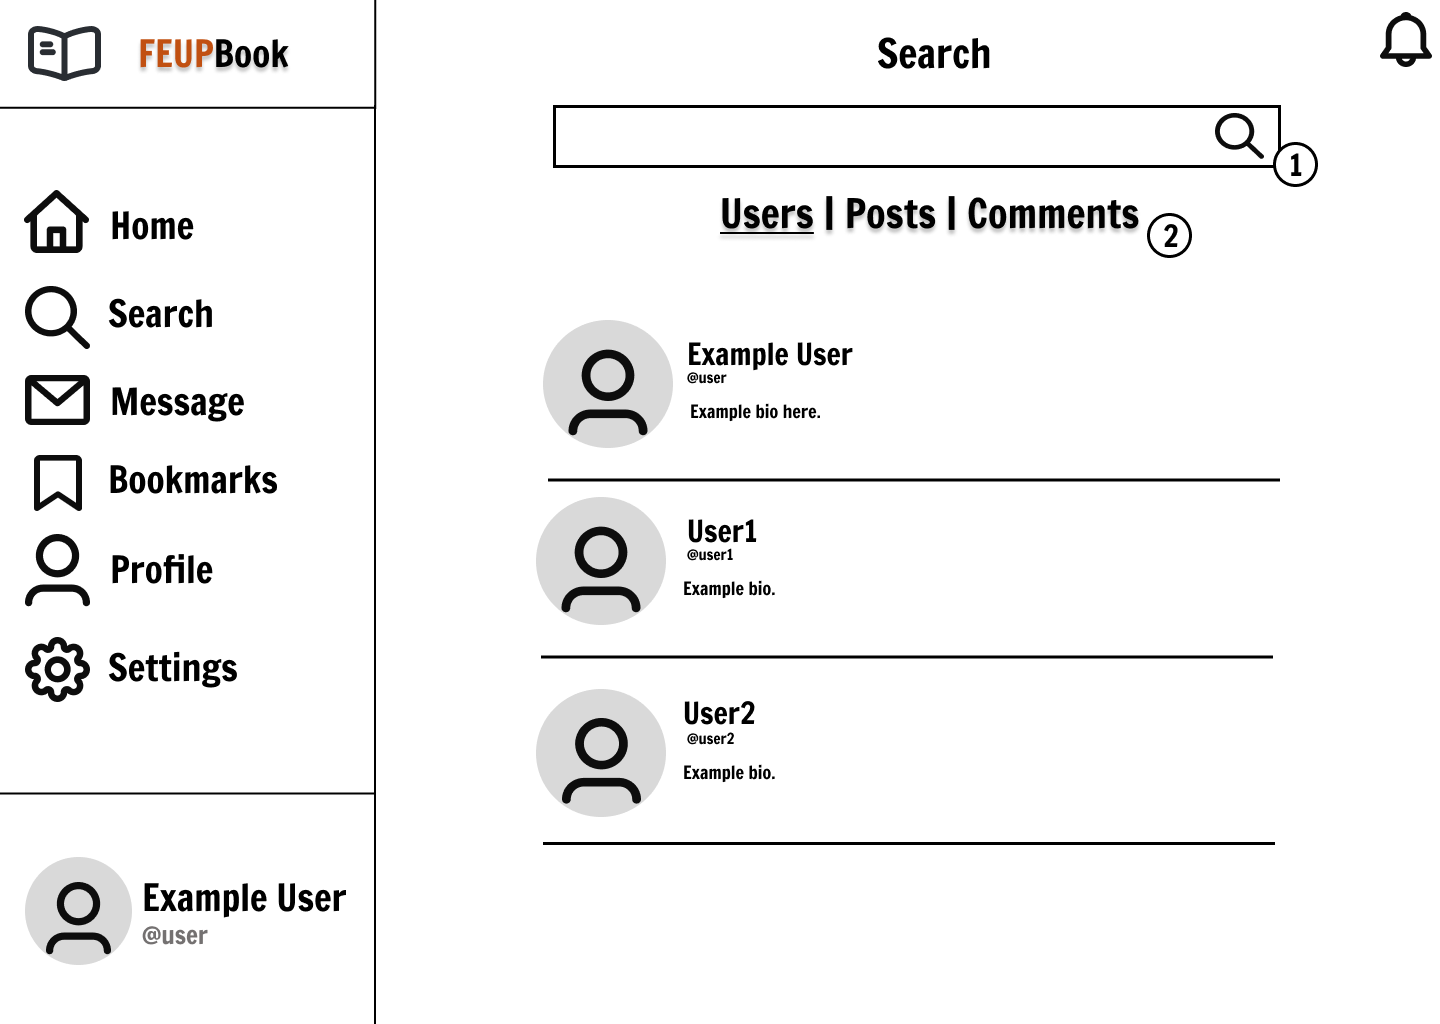 FEUPBook
Home
Search
Message
Bookmarks
Profile
Settings
Example User
@user
Search
1
Users | Posts | Comments
2
Example User
@user
Example bio here.
User1
@user1
Example bio.
User2
@user2
Example bio.